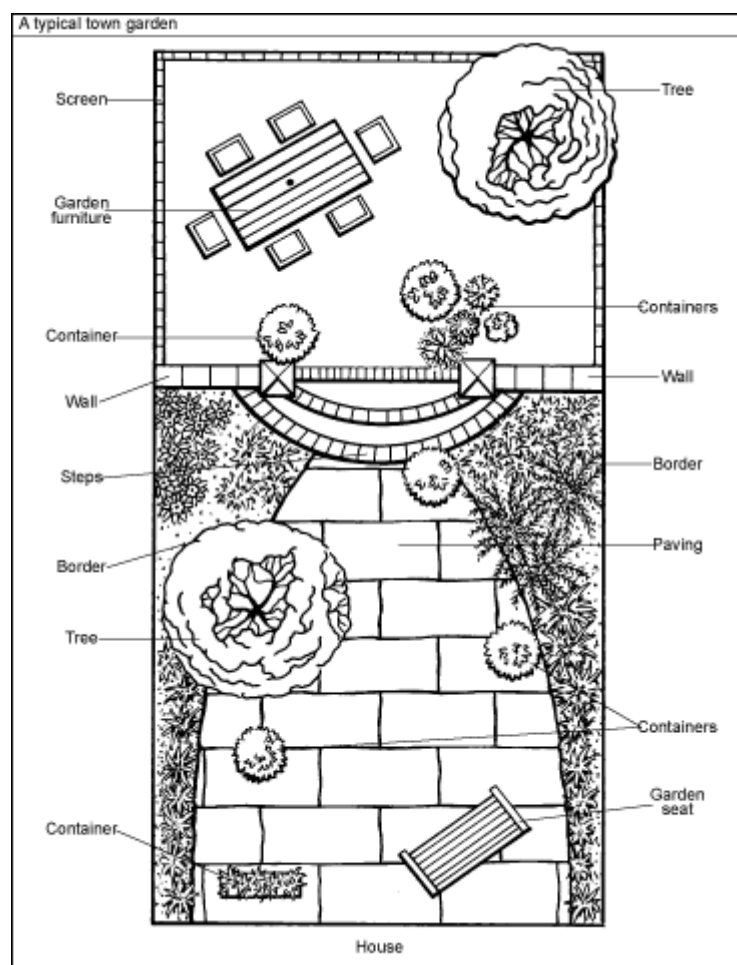 A typical town garden
Screen
Tree
Garden
furniture
Containers
Container
Wall
Wall
Steps
Border
Paving
Border
Tree
Containers
Garden
seat
Container
House